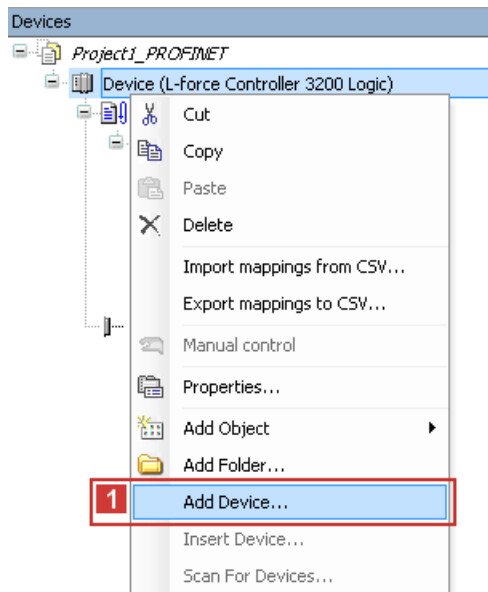 Devices
Project1_PROFINET
Device (L-force Controller 3200 Logic)
Cut
Copy
Paste
Delete
Import mappings from CSV...
Export mappings to CSV...
Manual control
Properties...
Add Object
Add Folder...
1 Add Device...
Insert Device...
Scan For Devices...